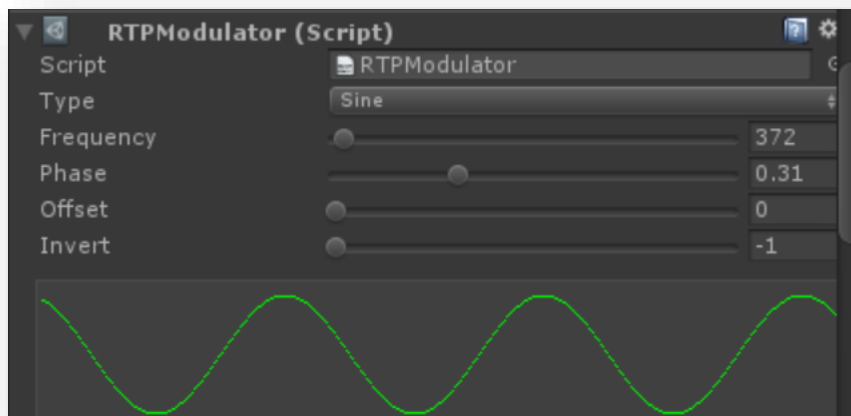 RTPModulator (Script)
Script RTPModulator
Type Sine
Frequency 372
Phase 0.31
Offset 0
Invert -1